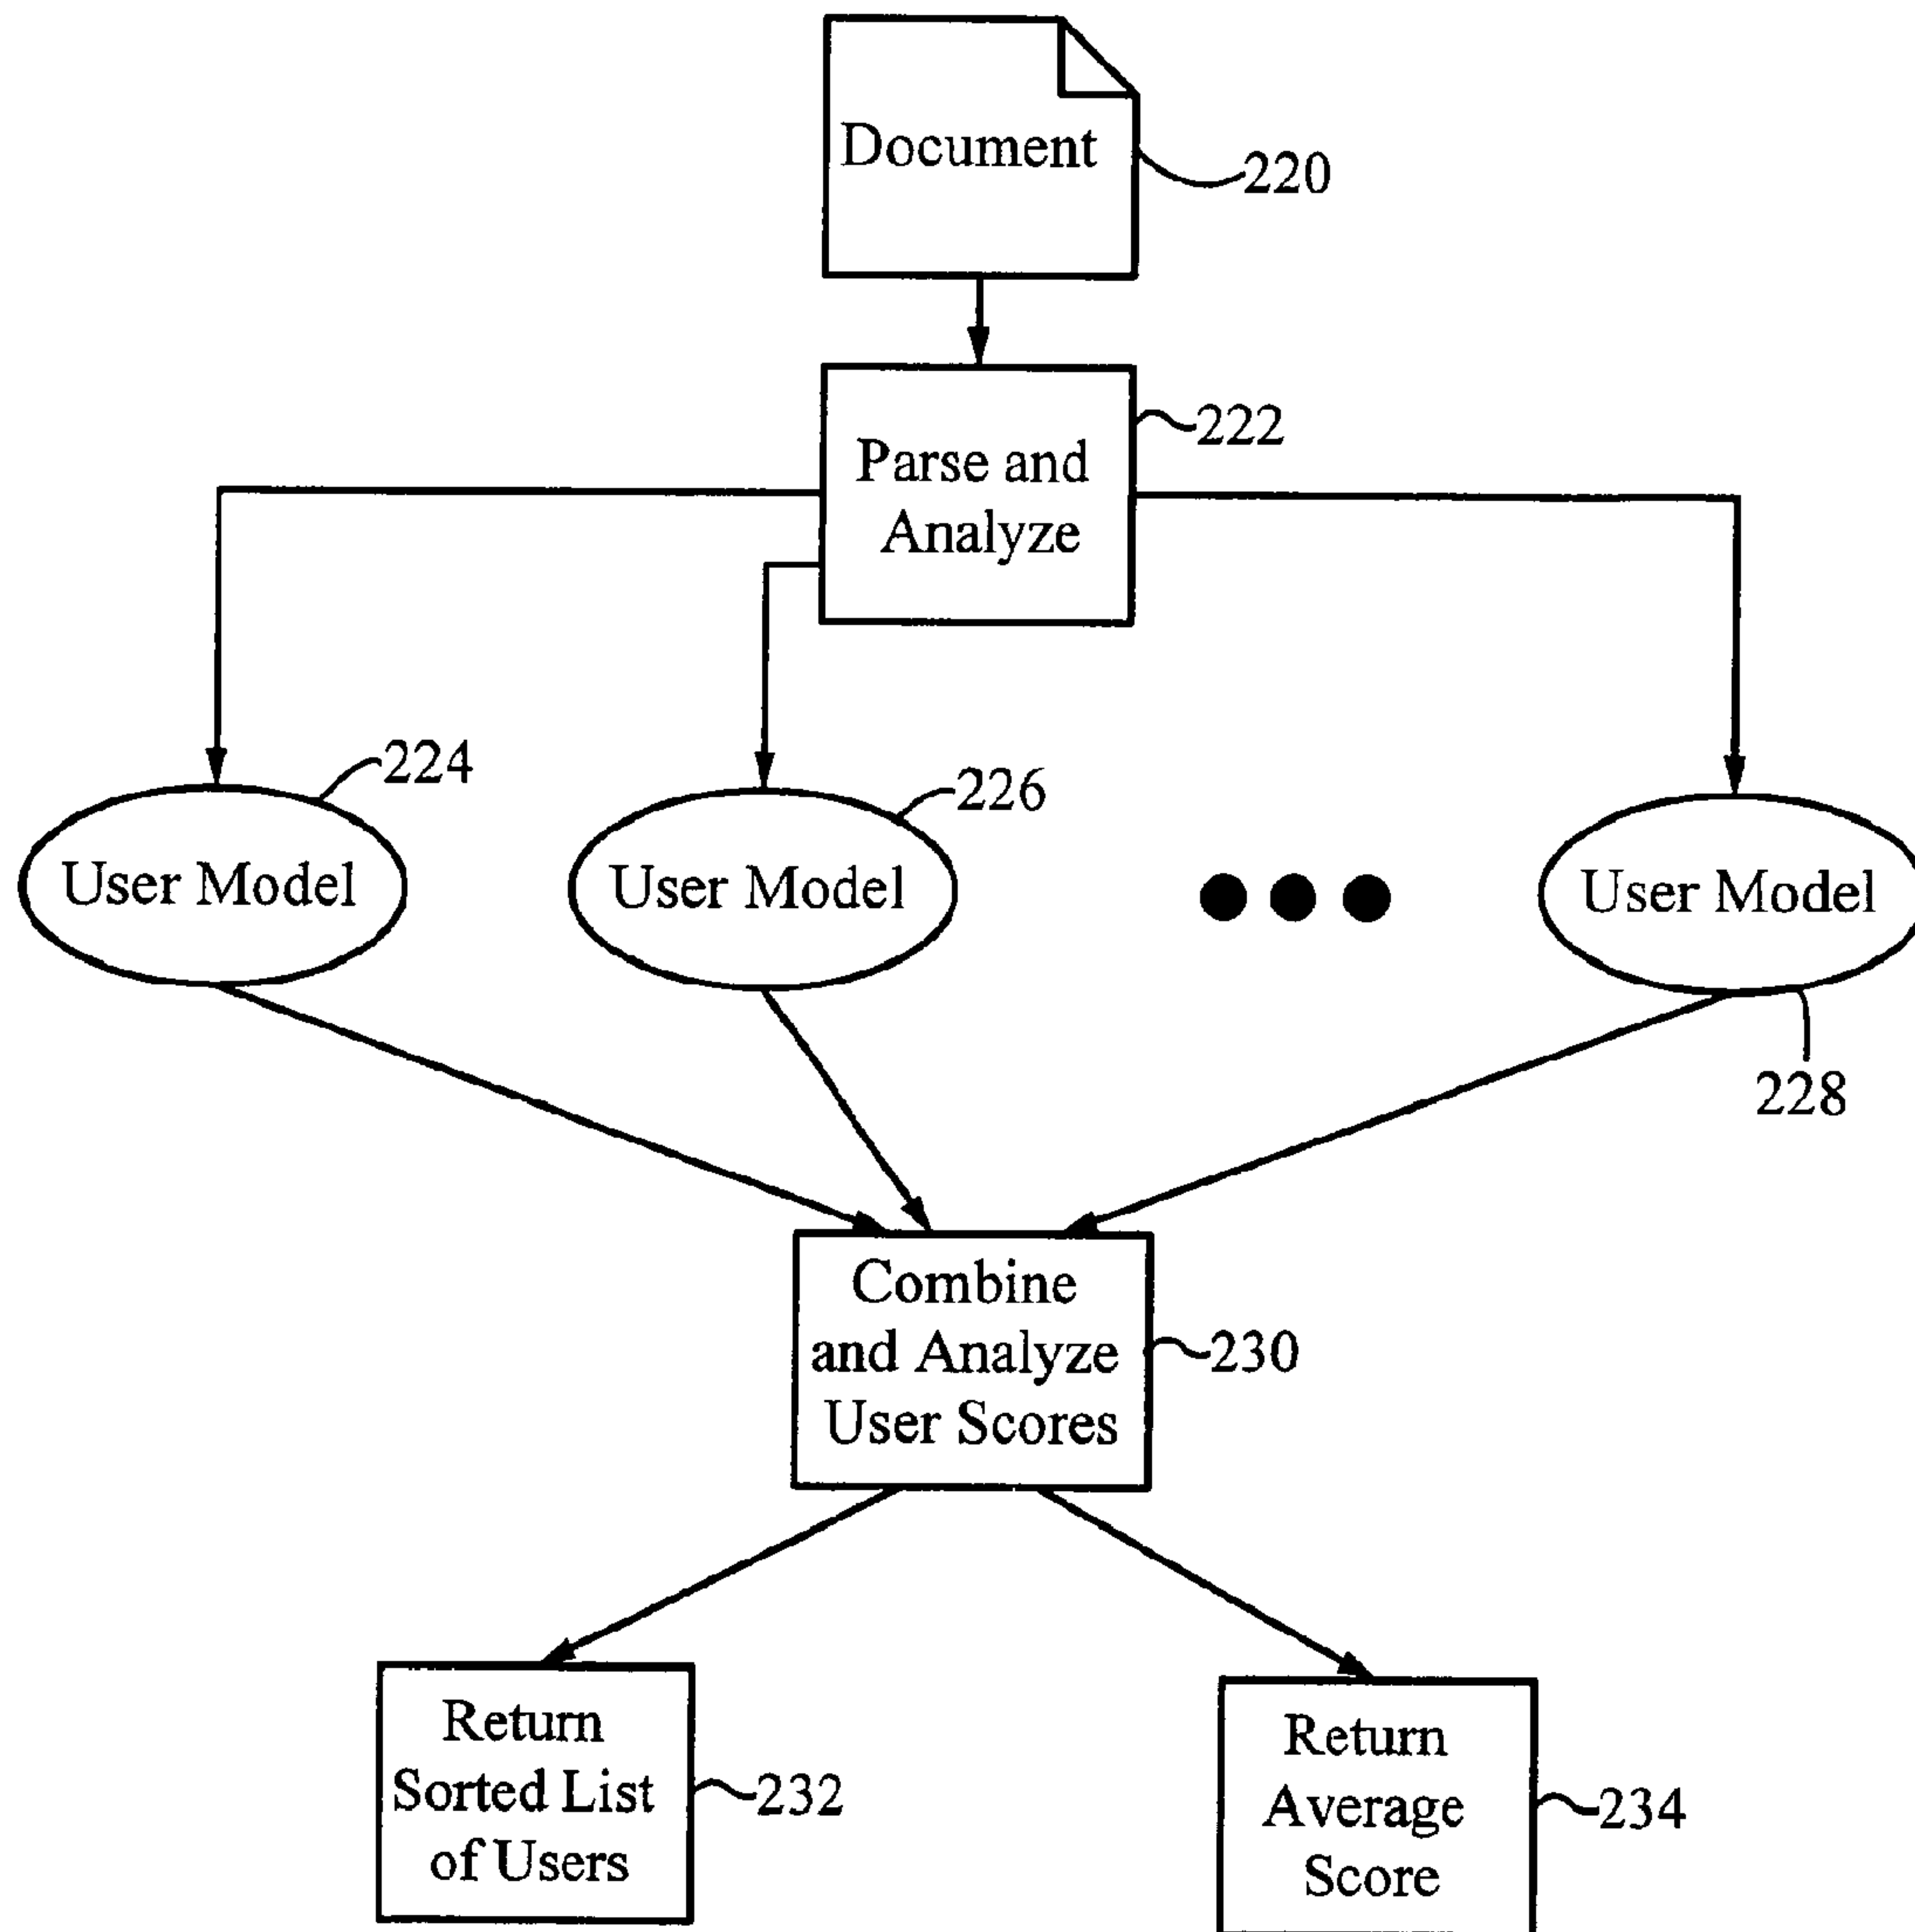 Document
220
Parse and
Analyze
222
224
226
User Model
User Model
User Model
228
Combine
and Analyze
User Scores
230
Return
Sorted List
of Users
232
Return
Average
Score
234